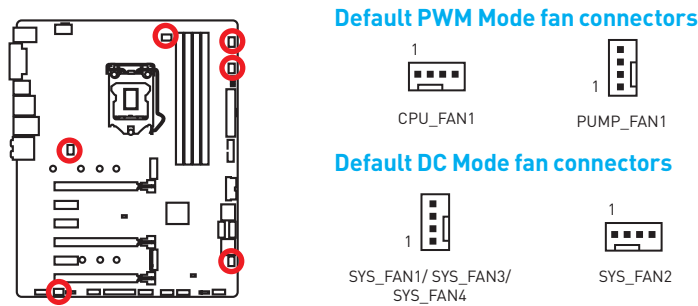 Default PWM Mode fan connectors
1
CPU_FAN1
1
PUMP_FAN1
Default DC Mode fan connectors
1
SYS_FAN1/ SYS_FAN3/
SYS_FAN4
1
SYS_FAN2